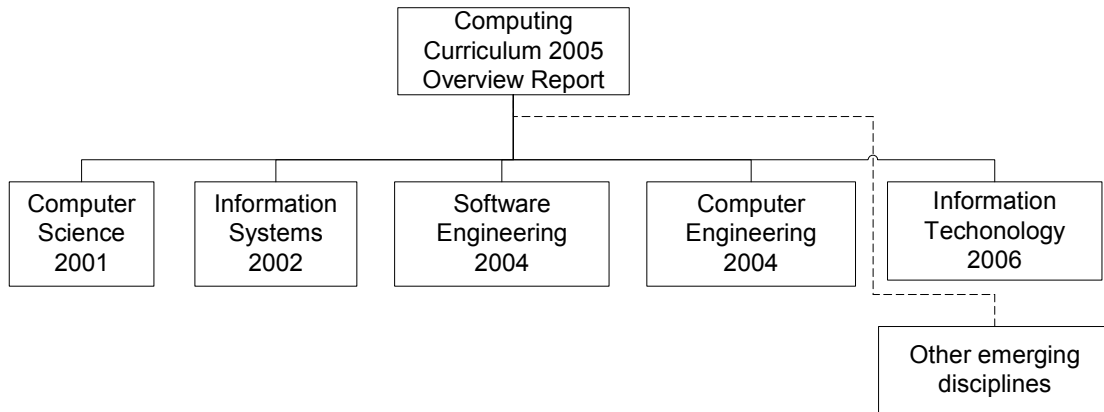 Computing
Curriculum 2005
Overview Report
Computer
Science
2001
Information
Systems
2002
Software
Engineering
2004
Computer
Engineering
2004
Information
Techonology
2006
Other emerging
disciplines